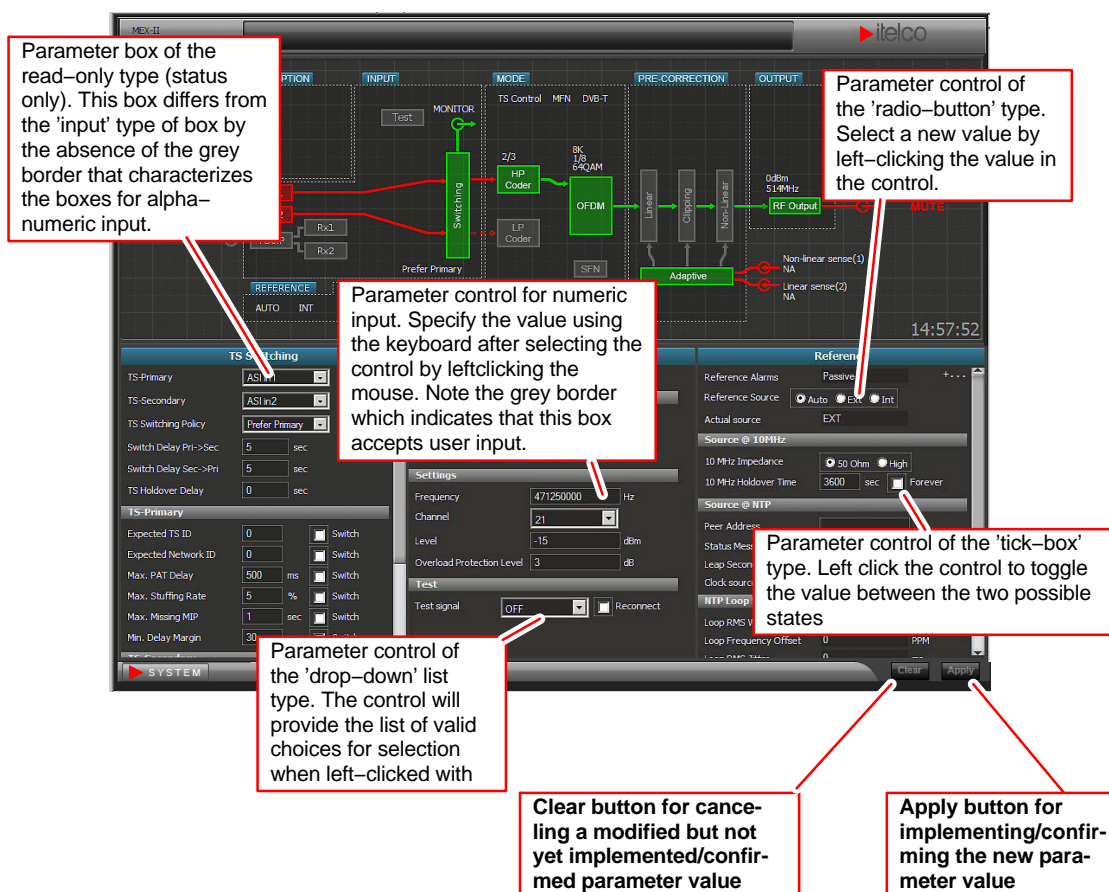 MEX-II
itelco
Parameter box of the
read–only type (status
only). This box differs from
the 'input' type of box by
the absence of the grey
border that characterizes
the boxes for alpha–
numeric input.
INPUT
MODE
PRE-CORRECTION
OUTPUT
Parameter control of
the 'radio–button' type.
Select a new value by
left–clicking the value in
the control.
Test
MONITOR
Switching
Prefer Primary
Rx1
Rx2
TS Control MFN DVB-T
2/3
HP
Coder
LP
Coder
8K
1/8
64QAM
OFDM
SFN
Linear
Clipping
Non-Linear
Adaptive
0dBm
514MHz
RF Output
MUTE
Non-linear sense(1)
NA
Linear sense(2)
NA
REFERENCE
AUTO INT
14:57:52
Parameter control for numeric
input. Specify the value using
the keyboard after selecting the
control by leftclicking the
mouse. Note the grey border
which indicates that this box
accepts user input.
TS Switching
TS-Primary
TS-Secondary ASI in2
TS Switching Policy Prefer Primary
Switch Delay Pri->Sec 5 sec
Switch Delay Sec->Pri 5 sec
TS Holdover Delay 0 sec
TS-Primary
Expected TS ID 0 Switch
Expected Network ID 0 Switch
Max. PAT Delay 500 ms Switch
Max. Stuffing Rate 5 % Switch
Max. Missing MIP 1 sec Switch
Min. Delay Margin 30
Settings
Frequency 471250000 Hz
Channel 21
Level -15 dBm
Overload Protection Level 3 dB
Test
Test signal OFF Reconnect
Reference Alarms Passive +...
Reference Source Auto Ext Int
Actual source EXT
Source @ 10MHz
10 MHz Impedance 50 Ohm High
10 MHz Holdover Time 3600 sec Forever
Source @ NTP
Peer Address
Loop Frequency Offset 0 PPM
Parameter control of the 'tick–box'
type. Left click the control to toggle
the value between the two possible
states
Parameter control of
the 'drop–down' list
type. The control will
provide the list of valid
choices for selection
when left–clicked with
SYSTEM
Clear
Apply
Clear button for cance-
ling a modified but not
yet implemented/confir-
med parameter value
Apply button for
implementing/confir-
ming the new para-
meter value